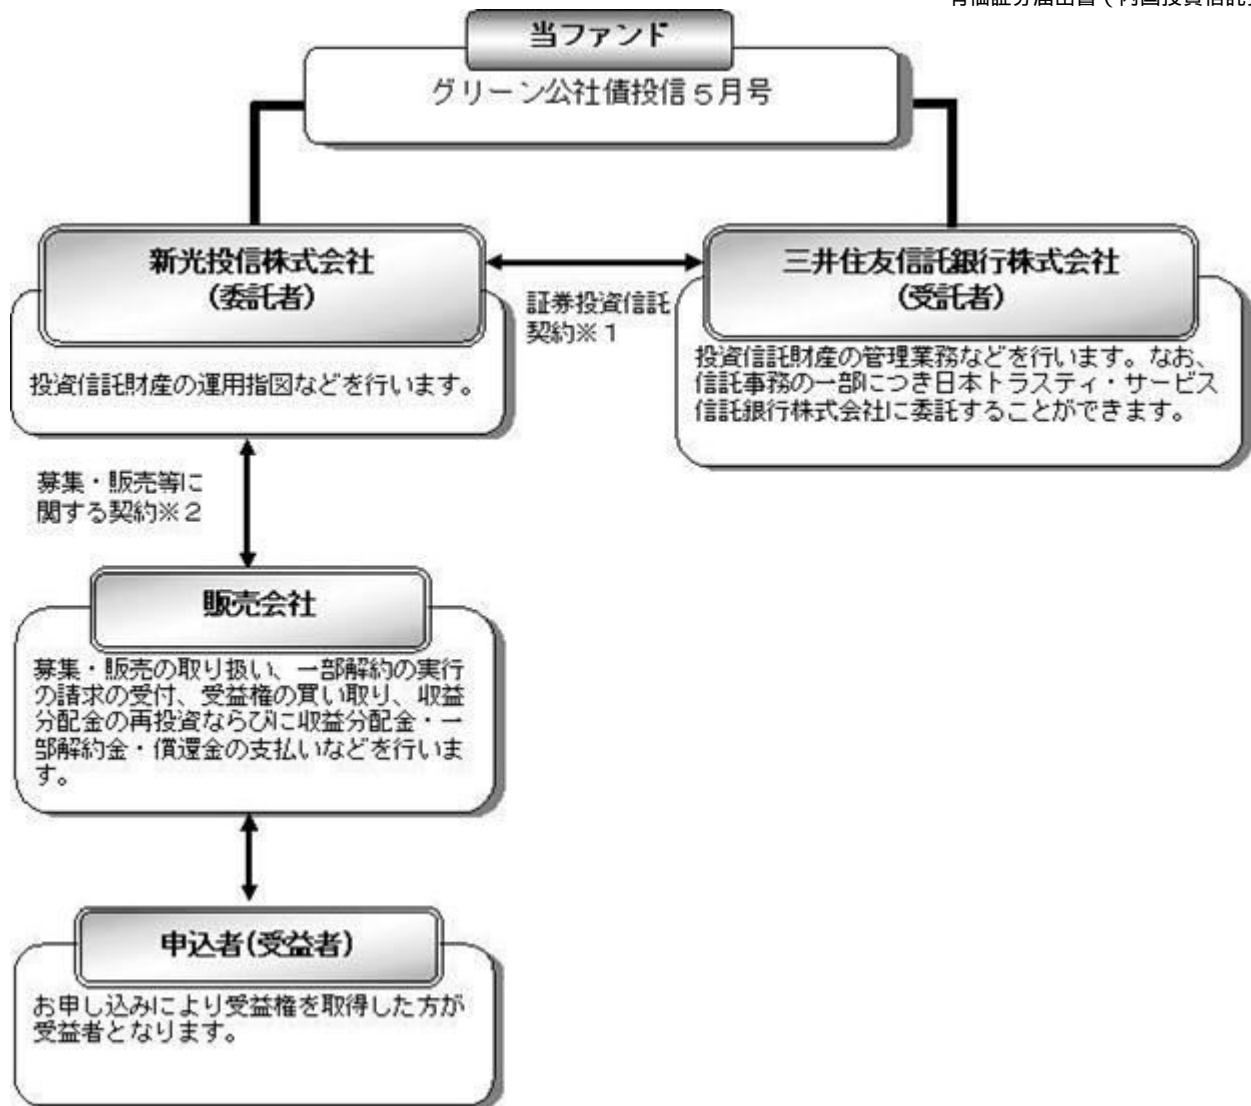 当ファンド
グリーン公社債投信5月号
新光投信株式会社
(委託者)
投資信託財産の運用指図などを行います。
証券投資信託
契約※1
三井住友信託銀行株式会社
(受託者)
投資信託財産の管理業務などを行います。なお、
信託事務の一部につき日本トラスティ・サービス
信託銀行株式会社に委託することができます。
募集・販売等に
関する契約※2
販売会社
募集・販売の取り扱い、一部解約の実行
の請求の受付、受益権の買い取り、収益
分配金の再投資ならびに収益分配金・一
部解約金・償還金の支払いなどを行いま
す。
申込者(受益者)
お申し込みにより受益権を取得した方が
受益者となります。